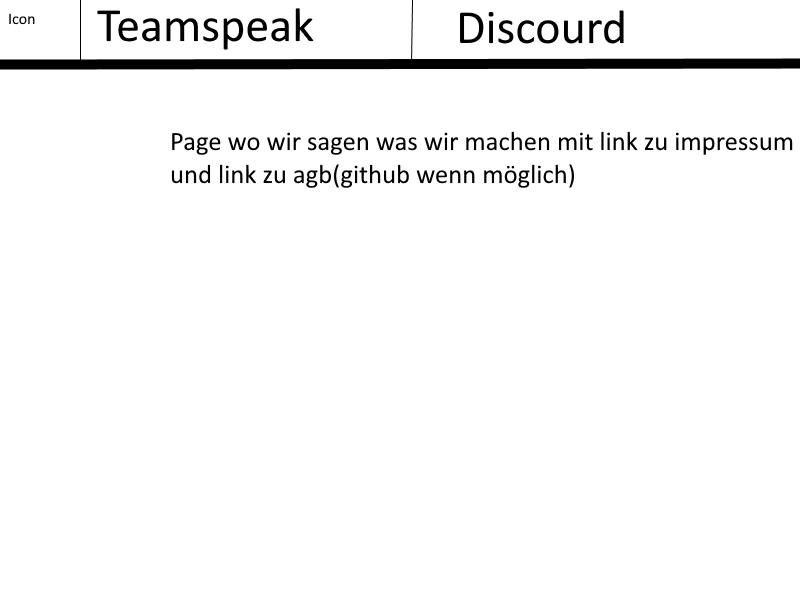 Icon
Teamspeak
Discourd
Page wo wir sagen was wir machen mit link zu impressum
und link zu agb(github wenn möglich)